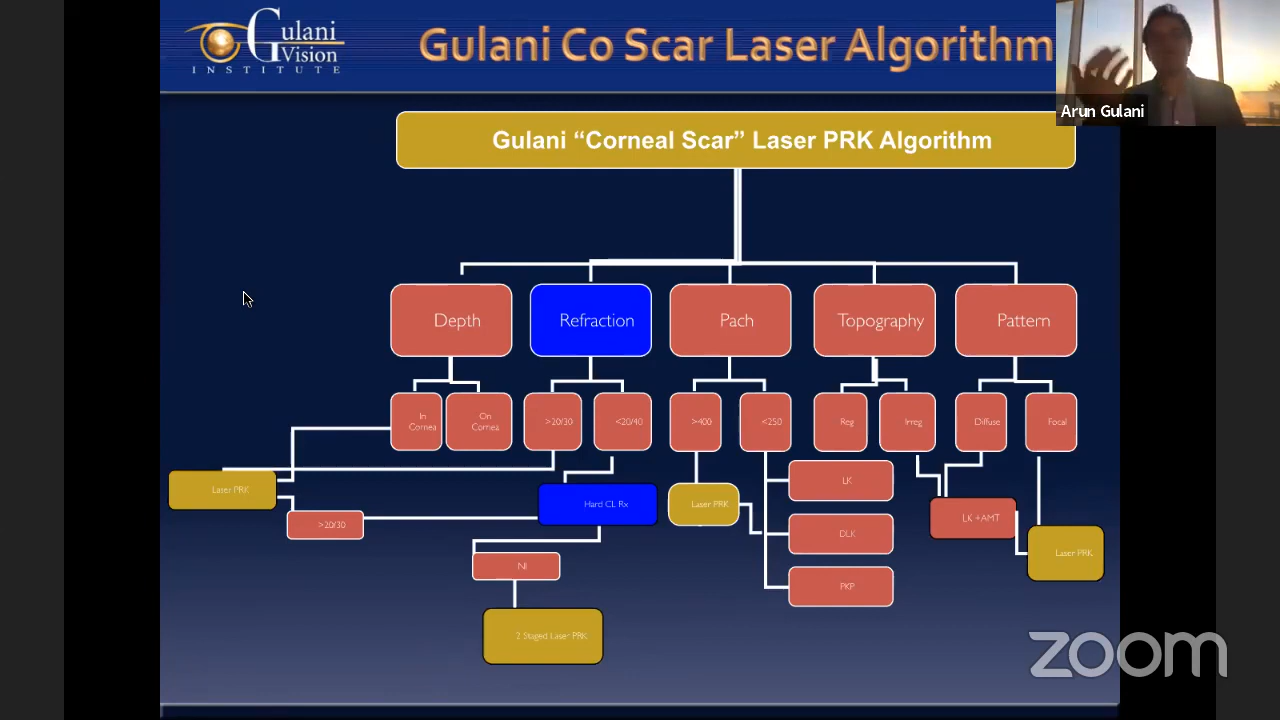 Gulani
Vision
INSTITUTE
Gulani Co Scar Laser Algorithm
Arun Gulani
Gulani “Corneal Scar” Laser PRK Algorithm
Depth
Refraction
Pach
Topography
Pattern
In
Cornea
On
Cornea
>20/30
<20/40
>400
<250
Reg
Irreg
Diffuse
Focal
Laser PRK
>20/30
Hard CL Rx
Laser PRK
LK
DLK
PKP
LK +AMT
Laser PRK
NI
2 Staged Laser PRK
zoom